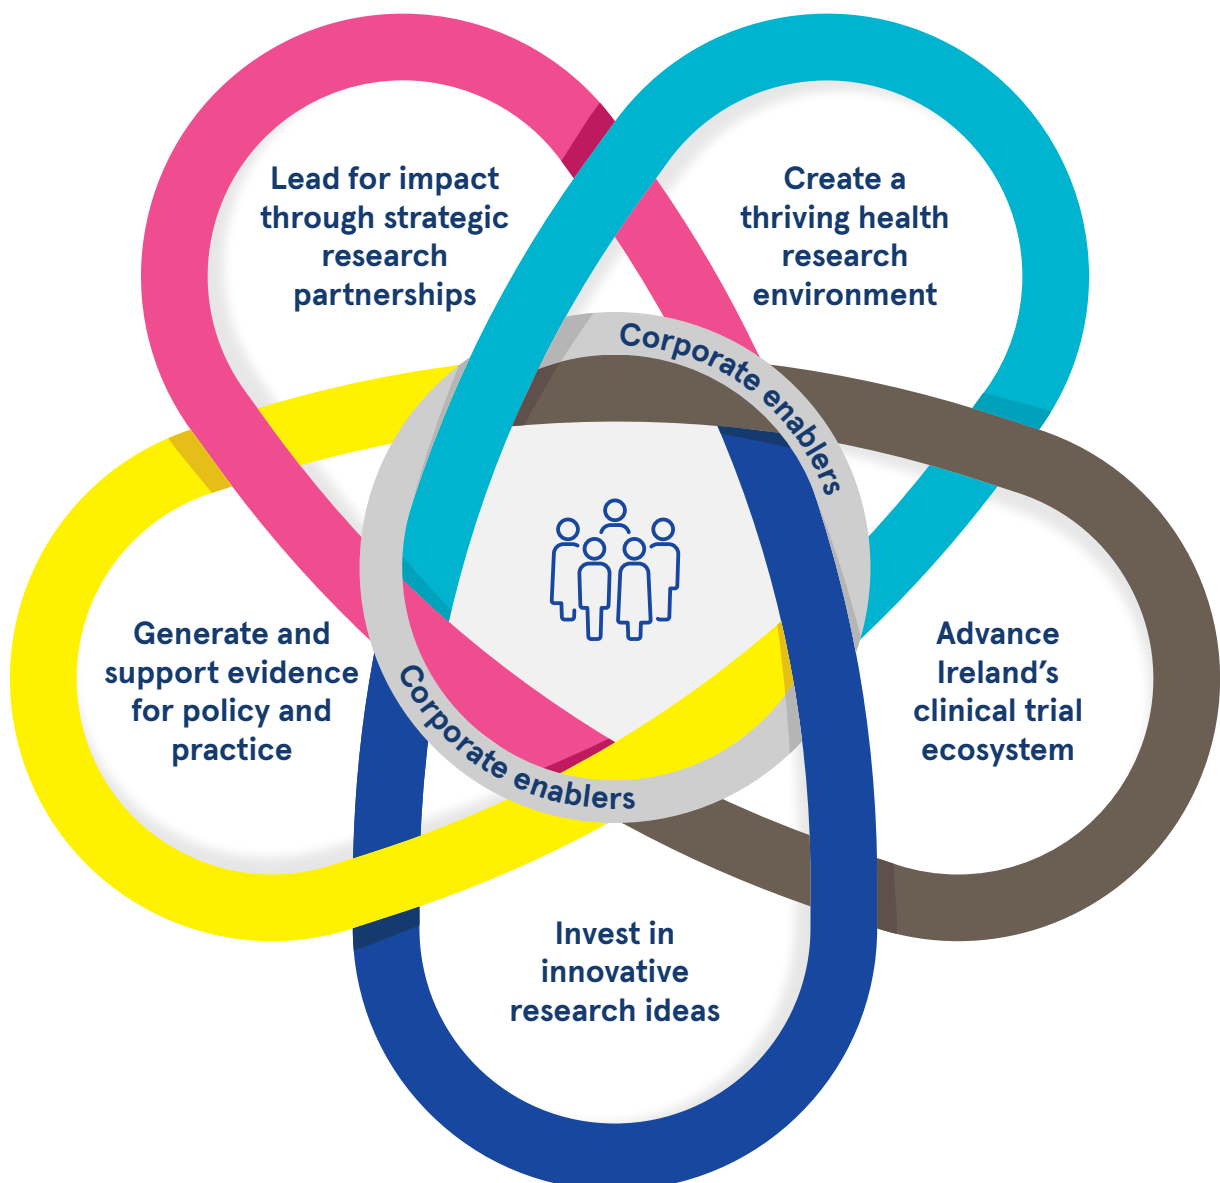 Lead for impact
through strategic
research
partnerships
Create a
thriving health
research
environment
Corporate enablers
Generate and
support evidence
for policy and
practice
Advance
Ireland’s
clinical trial
ecosystem
Corporate enablers
Invest in
innovative
research ideas